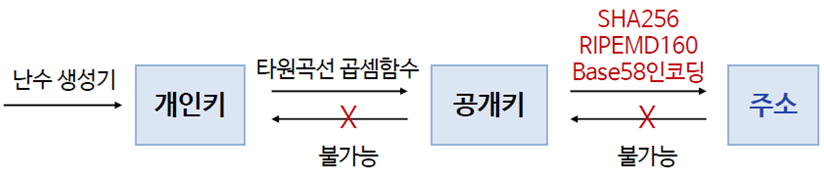 난수 생성기
개인키
타원곡선 곱셈함수
X
불가능
공개키
SHA256
RIPEMD160
Base58인코딩
X
불가능
주소